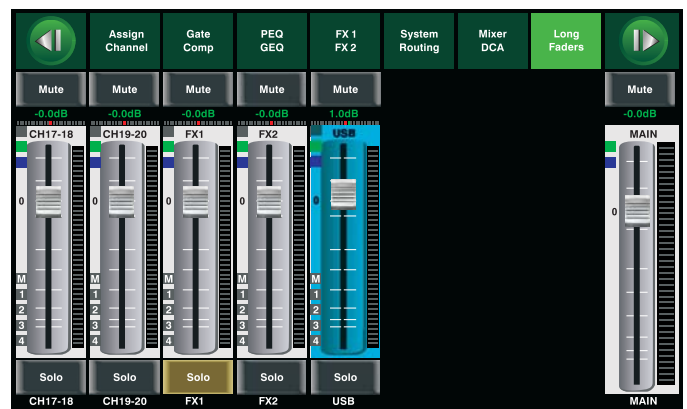 Assign Channel
Gate Comp
PEQ GEQ
FX 1 FX 2
System Routing
Mixer DCA
Long Faders
Mute Mute Mute Mute Mute Mute
-0.0dB -0.0dB -0.0dB -0.0dB 1.0dB -0.0dB
CH17-18 CH19-20 FX1 FX2 USB MAIN
0 0 0 0 0 0
M M M M M
1 1 1 1 1
2 2 2 2 2
3 3 3 3 3
4 4 4 4 4
Solo Solo Solo Solo Solo
CH17-18 CH19-20 FX1 FX2 USB MAIN